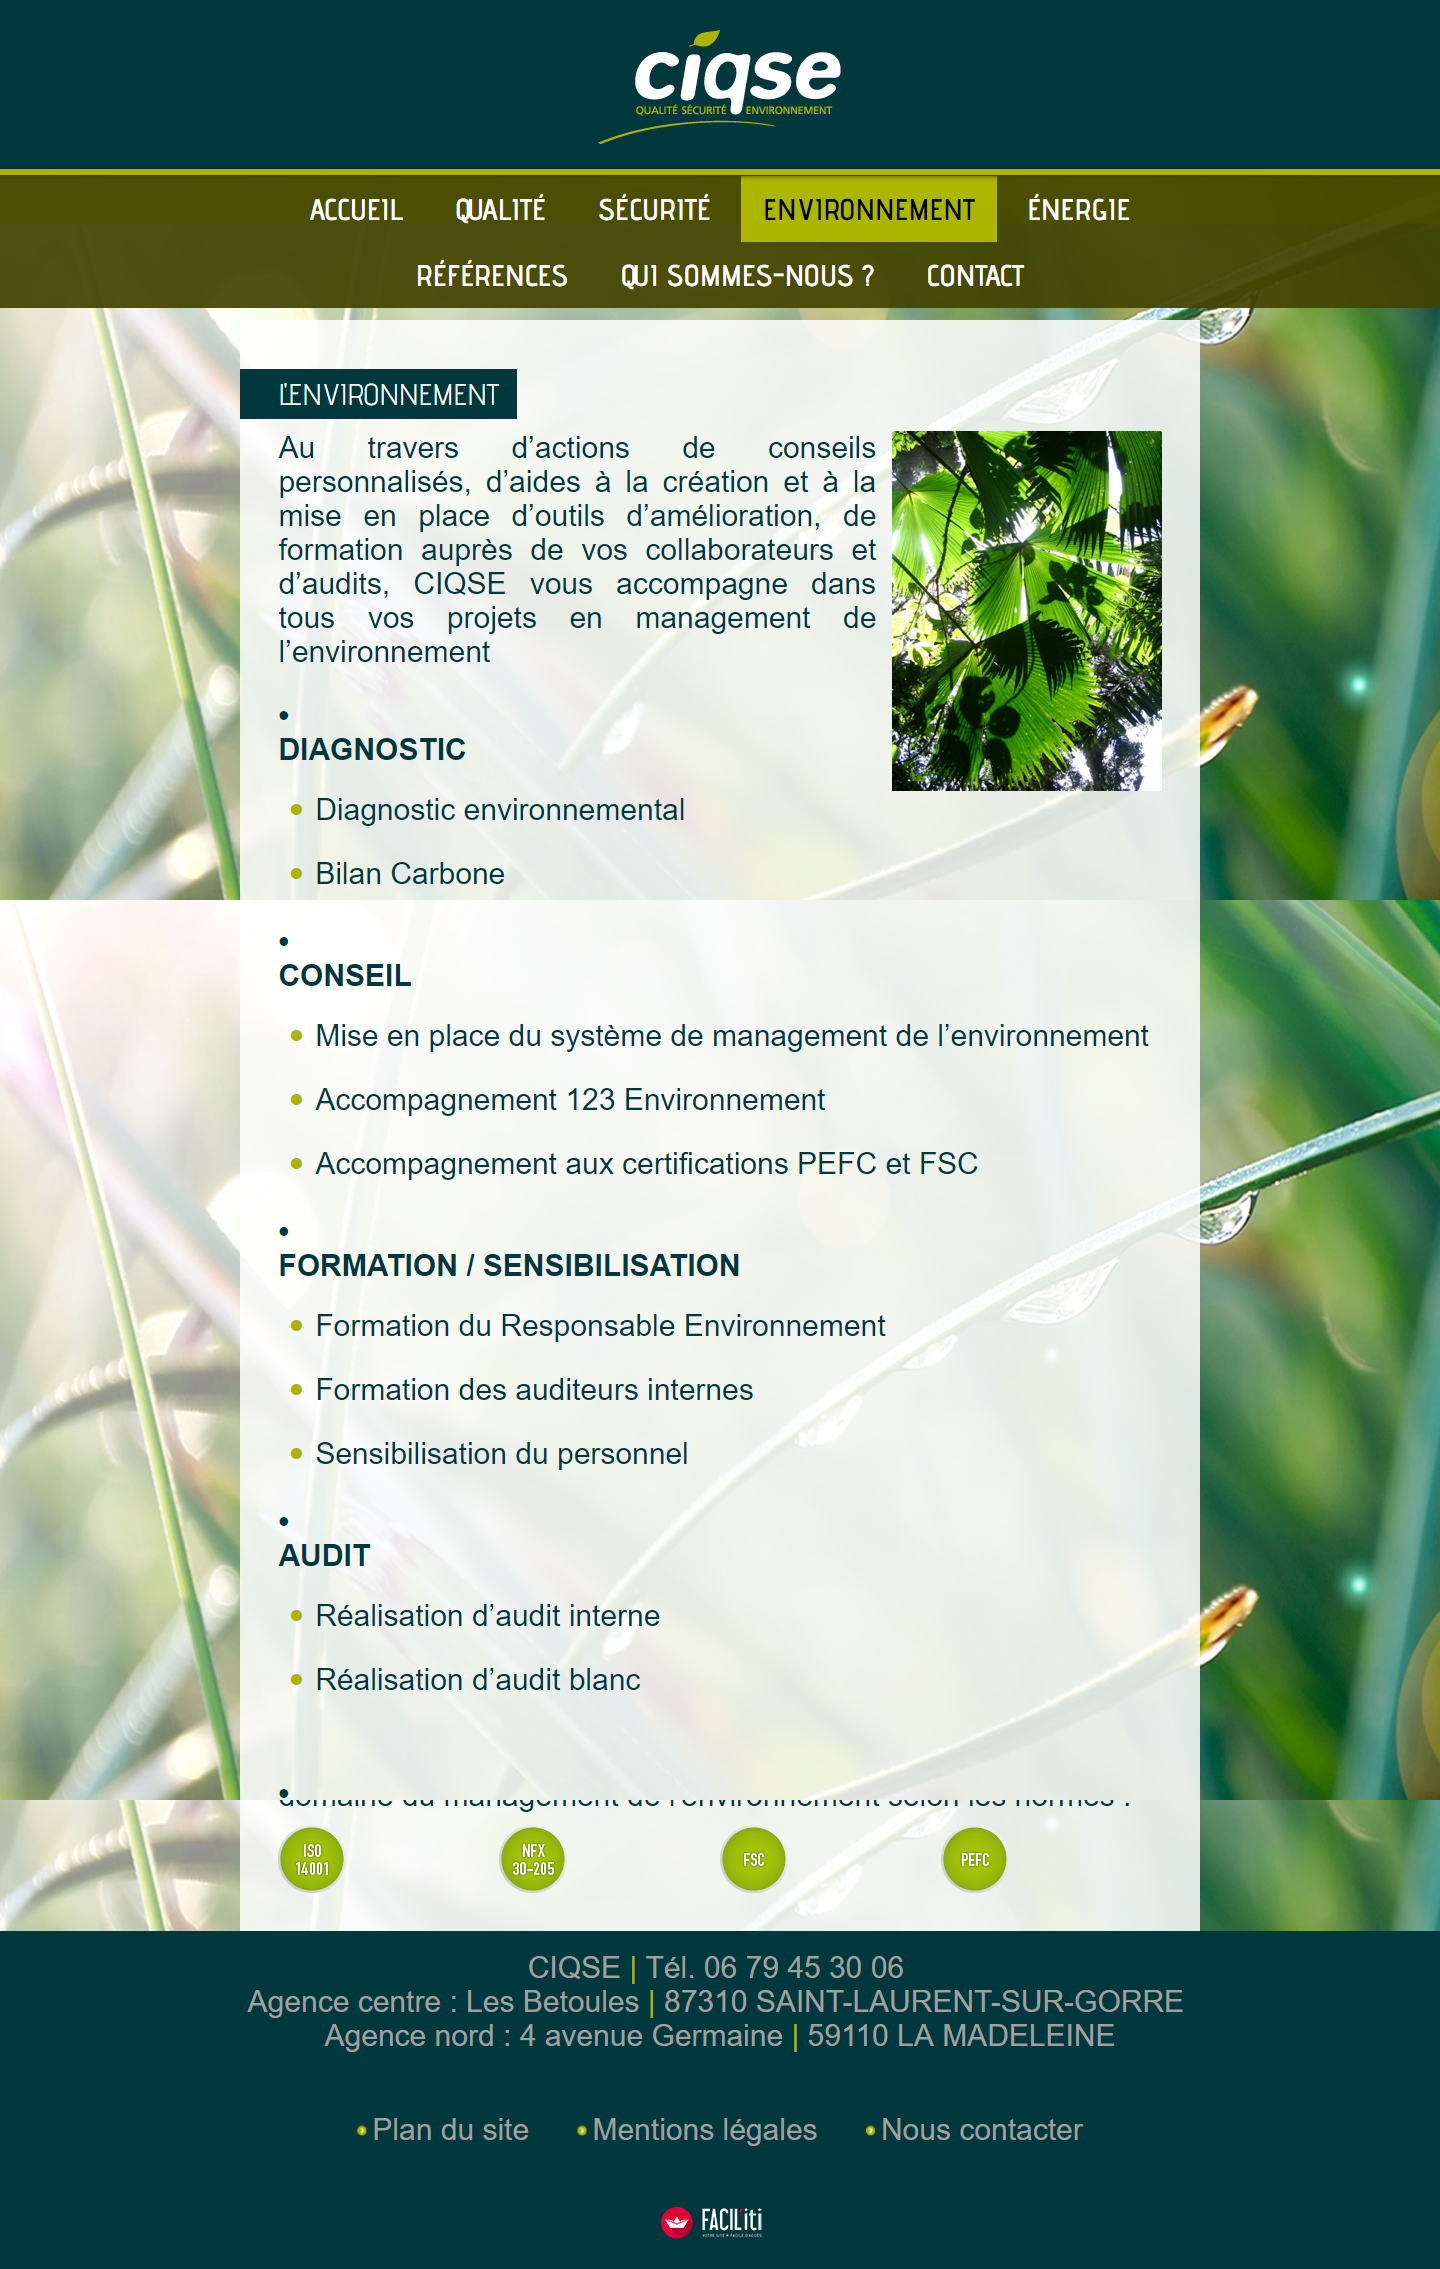 ciqse
QUALITÉ SÉCURITÉ ENVIRONNEMENT
ACCUEIL QUALITÉ SÉCURITÉ ENVIRONNEMENT ÉNERGIE
RÉFÉRENCES QUI SOMMES-NOUS ? CONTACT
L'ENVIRONNEMENT
Au travers d’actions de conseils
personnalisés, d’aides à la création et à la
mise en place d’outils d’amélioration, de
formation auprès de vos collaborateurs et
d’audits, CIQSE vous accompagne dans
tous vos projets en management de
l’environnement
•
DIAGNOSTIC
• Diagnostic environnemental
• Bilan Carbone
•
CONSEIL
• Mise en place du système de management de l’environnement
• Accompagnement 123 Environnement
• Accompagnement aux certifications PEFC et FSC
•
FORMATION / SENSIBILISATION
• Formation du Responsable Environnement
• Formation des auditeurs internes
• Sensibilisation du personnel
•
AUDIT
• Réalisation d’audit interne
• Réalisation d’audit blanc
•
domaine du management de l’environnement selon les normes :
ISO 14001
NFX 30-205
FSC
PEFC
CIQSE | Tél. 06 79 45 30 06
Agence centre : Les Betoules | 87310 SAINT-LAURENT-SUR-GORRE
Agence nord : 4 avenue Germaine | 59110 LA MADELEINE
Plan du site Mentions légales Nous contacter
FACIL'iti